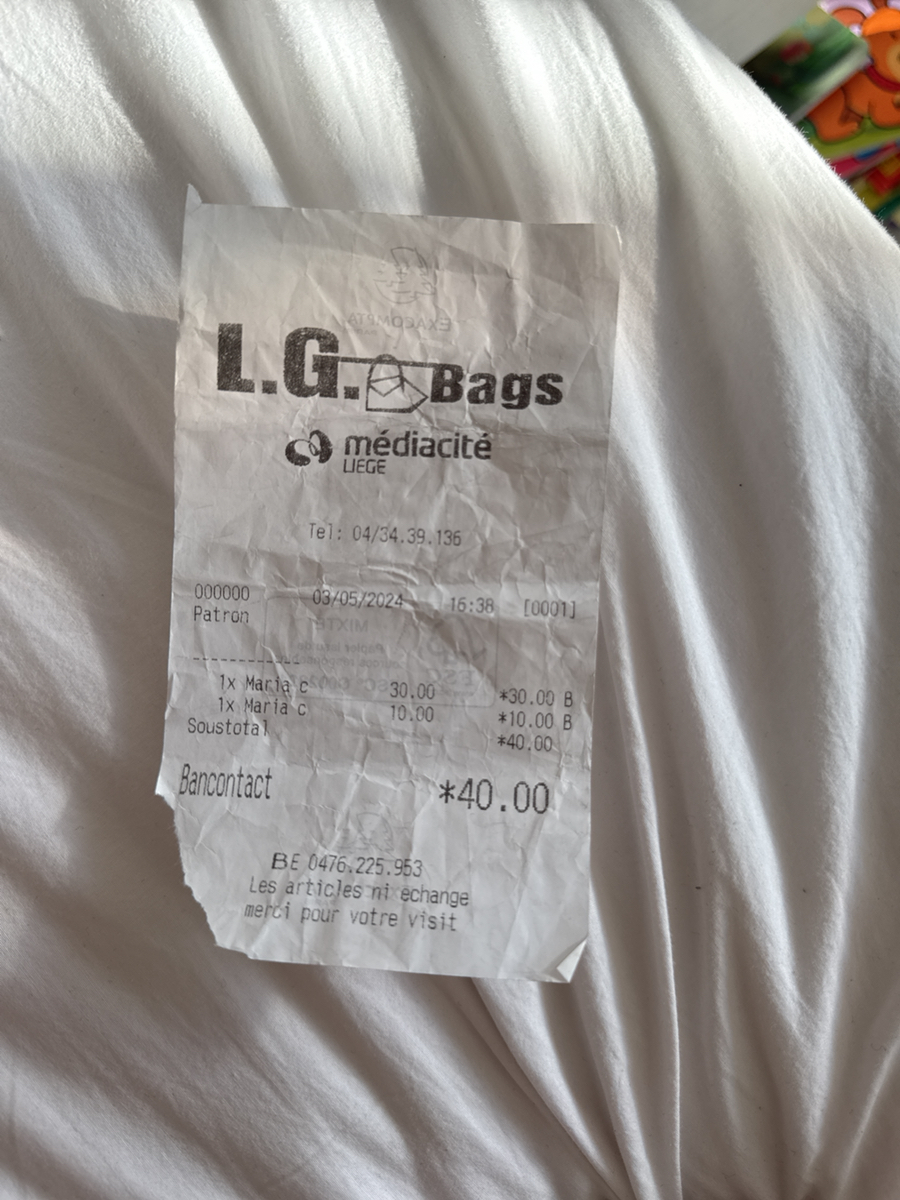 L.G. Bags
médiacité
LIEGE
Tel: 04/34.39.136
000000 03/05/2024 16:38 [0001]
Patron
1x Maria c 30.00 *30.00 B
1x Maria c 10.00 *10.00 B
Soustotal *40.00
Bancontact *40.00
BE 0476.225.953
Les articles ni echange
merci pour votre visit
EXACOMPTA
MIXTE